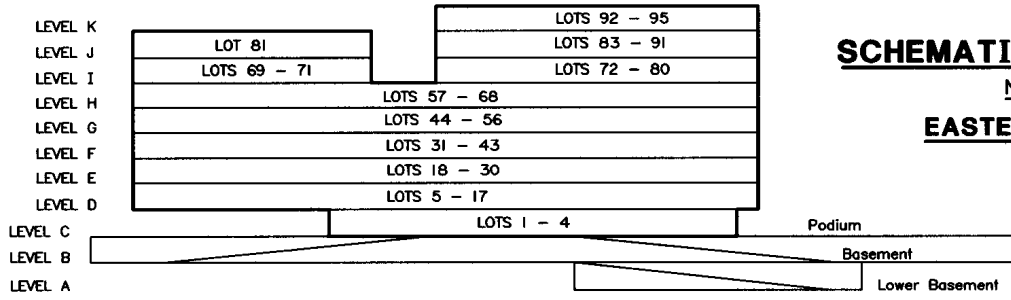 LEVEL K LOTS 92 - 95
LEVEL J LOT 81 LOTS 83 - 91
LEVEL I LOTS 69 - 71 LOTS 72 - 80
LEVEL H LOTS 57 - 68
LEVEL G LOTS 44 - 56
LEVEL F LOTS 31 - 43
LEVEL E LOTS 18 - 30
LEVEL D LOTS 5 - 17
LEVEL C LOTS 1 - 4 Podium
LEVEL B Basement
LEVEL A Lower Basement
SCHEMATI
EASTE